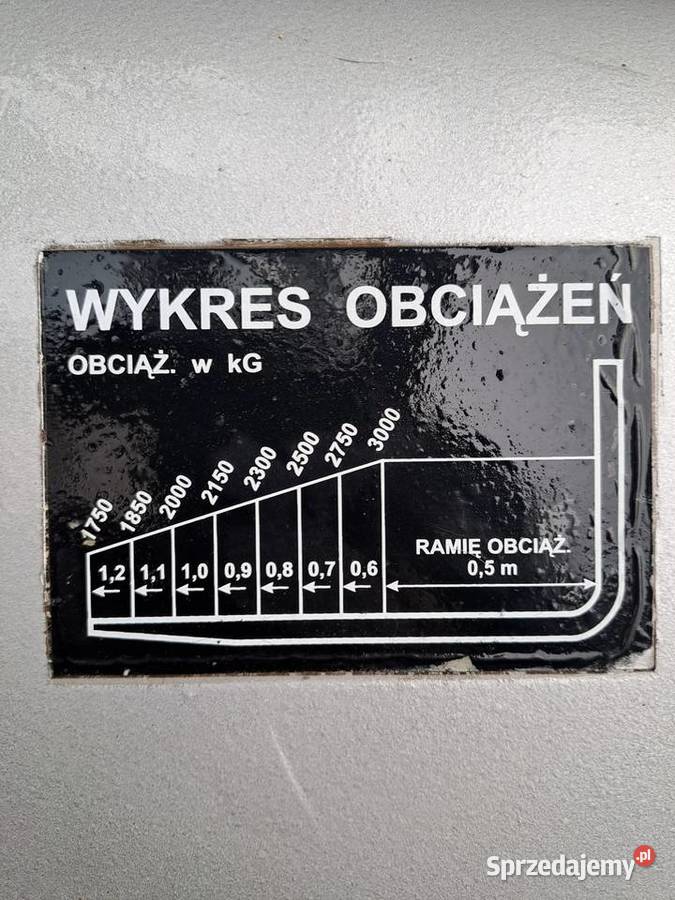 WYKRES OBCIĄŻEŃ
OBCIĄŻ. w kG
1750 1850 2000 2150 2300 2500 2750 3000
1,2 1,1 1,0 0,9 0,8 0,7 0,6
RAMIĘ OBCIĄŻ.
0,5 m
Sprzedajemy.pl